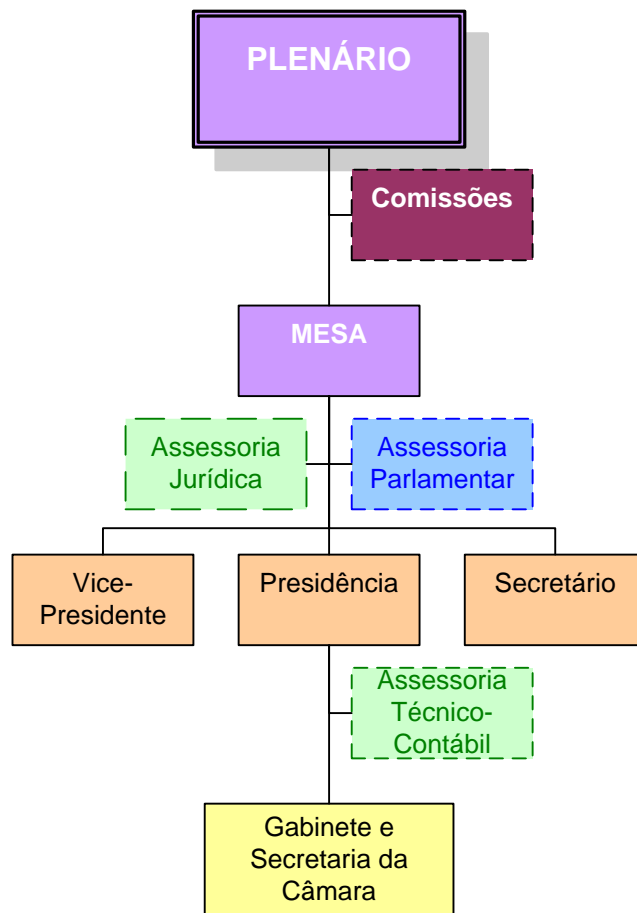 PLENÁRIO
Comissões
MESA
Assessoria
Jurídica
Assessoria
Parlamentar
Vice-
Presidente
Presidência
Secretário
Assessoria
Técnico-
Contábil
Gabinete e
Secretaria da
Câmara